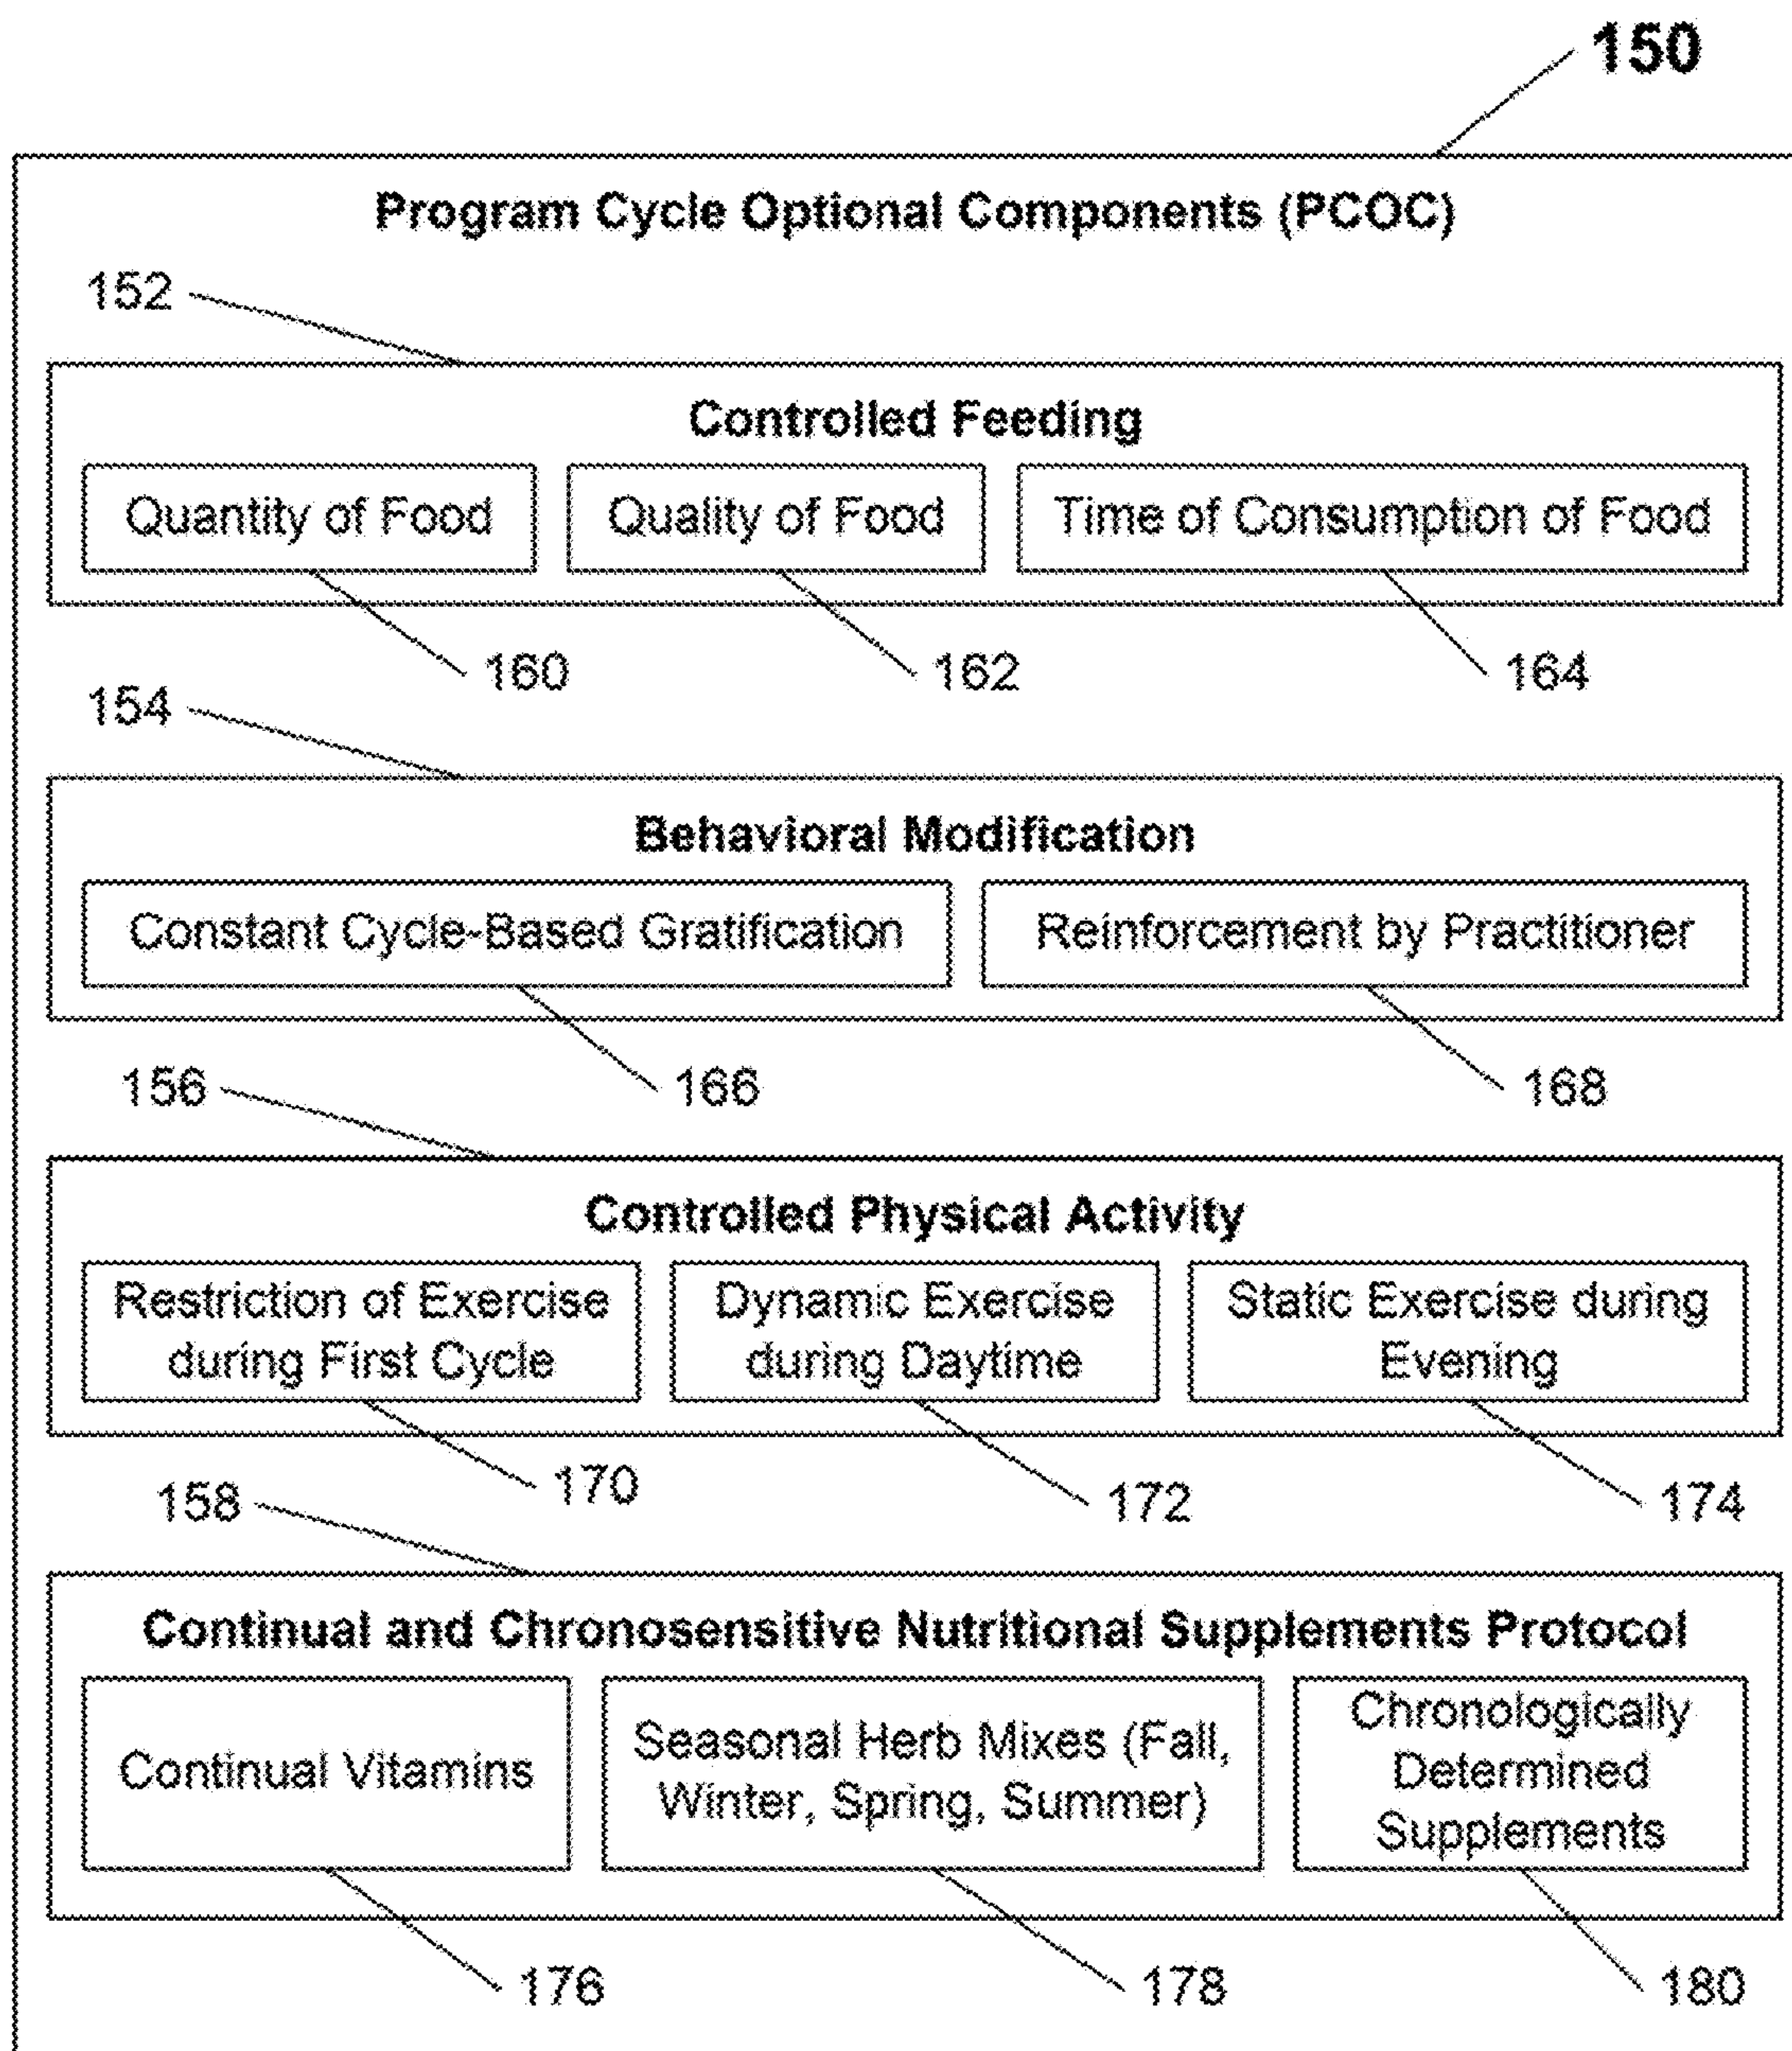 150
Program Cycle Optional Components (PCOC)
152
Controlled Feeding
Quantity of Food
Quality of Food
Time of Consumption of Food
160
162
164
154
Behavioral Modification
Constant Cycle-Based Gratification
Reinforcement by Practitioner
166
168
156
Controlled Physical Activity
Restriction of Exercise
during First Cycle
Dynamic Exercise
during Daytime
Static Exercise during
Evening
170
172
174
158
Continual and Chronosensitive Nutritional Supplements Protocol
Continual Vitamins
Seasonal Herb Mixes (Fall,
Winter, Spring, Summer)
Chronologically
Determined
Supplements
176
178
180